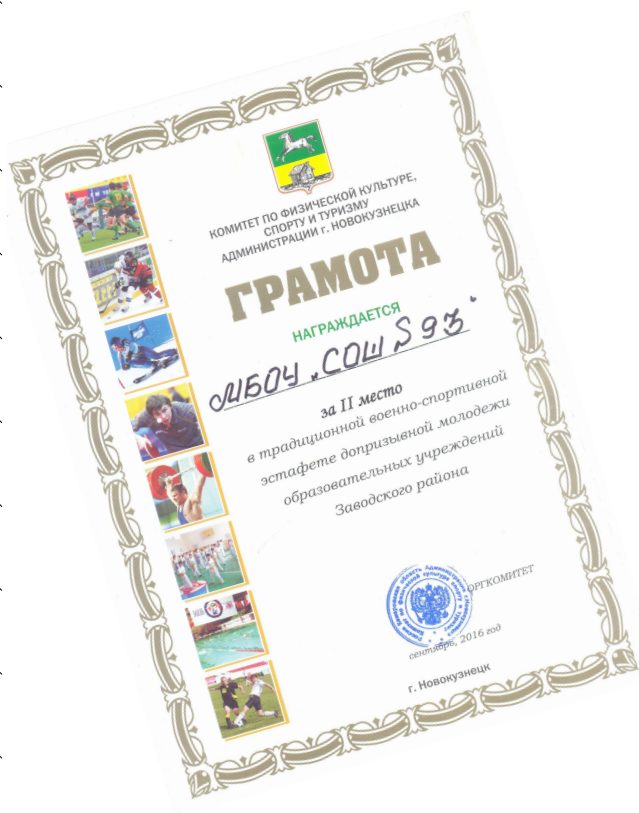 КОМИТЕТ ПО ФИЗИЧЕСКОЙ КУЛЬТУРЕ,
СПОРТУ И ТУРИЗМУ
АДМИНИСТРАЦИИ г. НОВОКУЗНЕЦКА
ГРАМОТА
НАГРАЖДАЕТСЯ
МБОУ „СОШ № 93"
за II место
в традиционной военно-спортивной
эстафете допризывной молодежи
образовательных учреждений
Заводского района
ОРГКОМИТЕТ
сентябрь, 2016 год
г. Новокузнецк